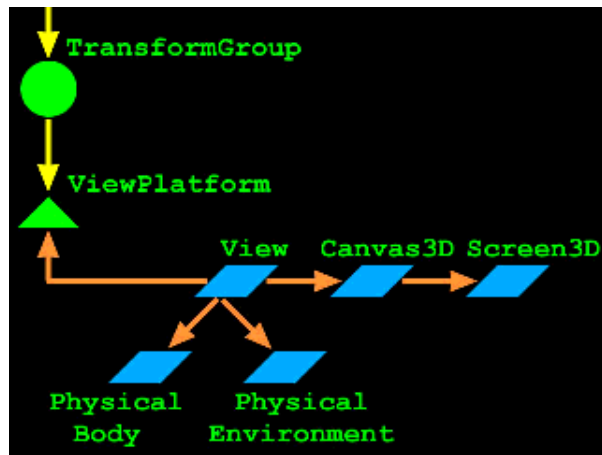 TransformGroup
ViewPlatform
View
Canvas3D
Screen3D
Physical
Body
Physical
Environment